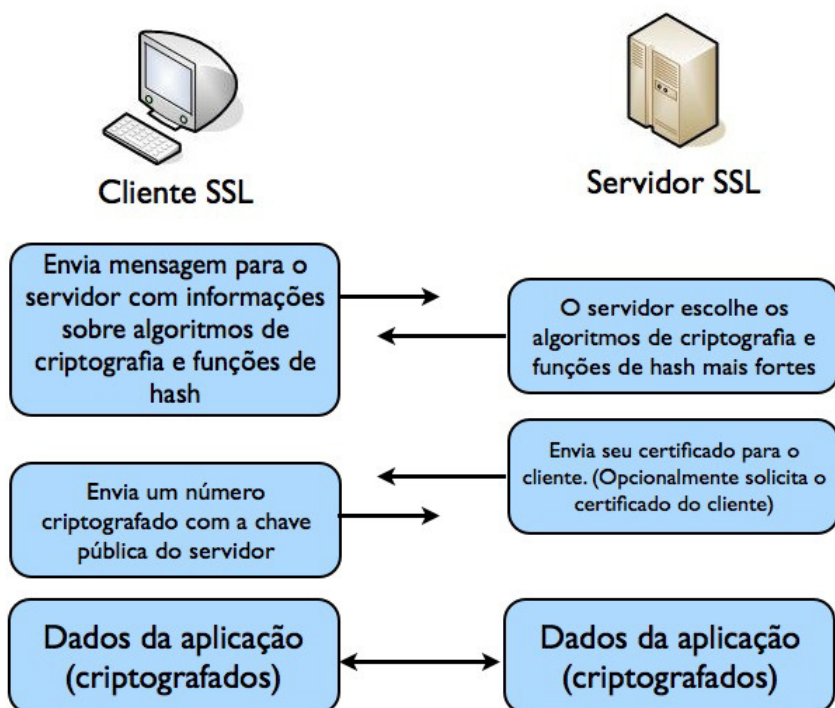 Cliente SSL
Servidor SSL
Envia mensagem para o
servidor com informações
sobre algoritmos de
criptografia e funções de
hash
O servidor escolhe os
algoritmos de criptografia e
funções de hash mais fortes
Envia seu certificado para o
cliente. (Opcionalmente solicita o
certificado do cliente)
Envia um número
criptografado com a chave
pública do servidor
Dados da aplicação
(criptografados)
Dados da aplicação
(criptografados)